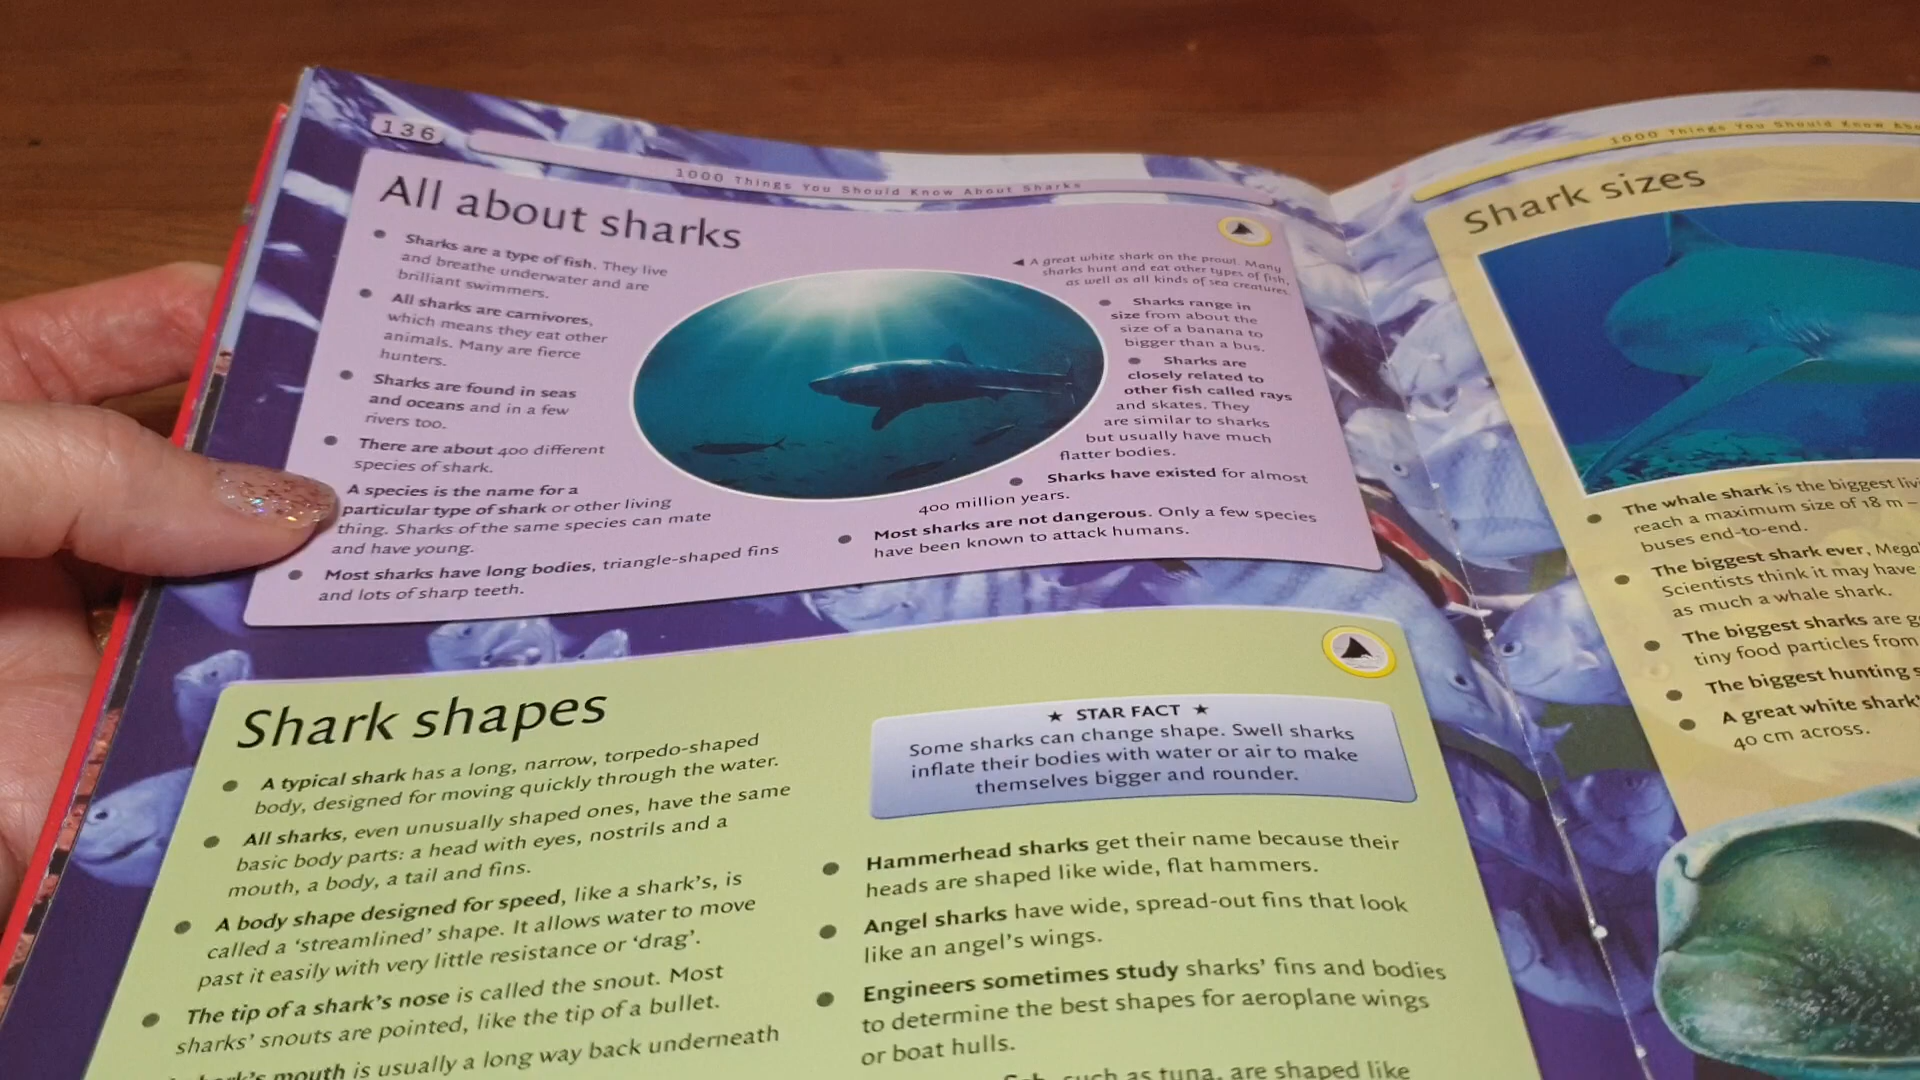 136
1000 Things You Should Know About Sharks
All about sharks
Sharks are a type of fish. They live
and breathe underwater and are
brilliant swimmers.
All sharks are carnivores,
which means they eat other
animals. Many are fierce
hunters.
Sharks are found in seas
and oceans and in a few
rivers too.
There are about 400 different
species of shark.
A species is the name for a
particular type of shark or other living
thing. Sharks of the same species can mate
and have young.
Most sharks have long bodies, triangle-shaped fins
and lots of sharp teeth.
A great white shark on the prowl. Many
sharks hunt and eat other types of fish,
as well as all kinds of sea creatures.
Sharks range in
size from about the
size of a banana to
bigger than a bus.
Sharks are
closely related to
other fish called rays
and skates. They
are similar to sharks
but usually have much
flatter bodies.
Sharks have existed for almost
400 million years.
Most sharks are not dangerous. Only a few species
have been known to attack humans.
Shark shapes
A typical shark has a long, narrow, torpedo-shaped
body, designed for moving quickly through the water.
All sharks, even unusually shaped ones, have the same
basic body parts: a head with eyes, nostrils and a
mouth, a body, a tail and fins.
A body shape designed for speed, like a shark's, is
called a 'streamlined' shape. It allows water to move
past it easily with very little resistance or 'drag'.
The tip of a shark's nose is called the snout. Most
sharks' snouts are pointed, like the tip of a bullet.
mouth is usually a long way back underneath
★ STAR FACT ★
Some sharks can change shape. Swell sharks
inflate their bodies with water or air to make
themselves bigger and rounder.
Hammerhead sharks get their name because their
heads are shaped like wide, flat hammers.
Angel sharks have wide, spread-out fins that look
like an angel's wings.
Engineers sometimes study sharks' fins and bodies
to determine the best shapes for aeroplane wings
or boat hulls.
such as tuna, are shaped like
1000 Things You Should Know
Shark sizes
The whale shark is the biggest
reach a maximum size of 18 m –
buses end-to-end.
The biggest shark ever,
Scientists think it may have
as much a whale shark.
The biggest sharks are
tiny food particles from
The biggest hunting
A great white shark'
40 cm across.